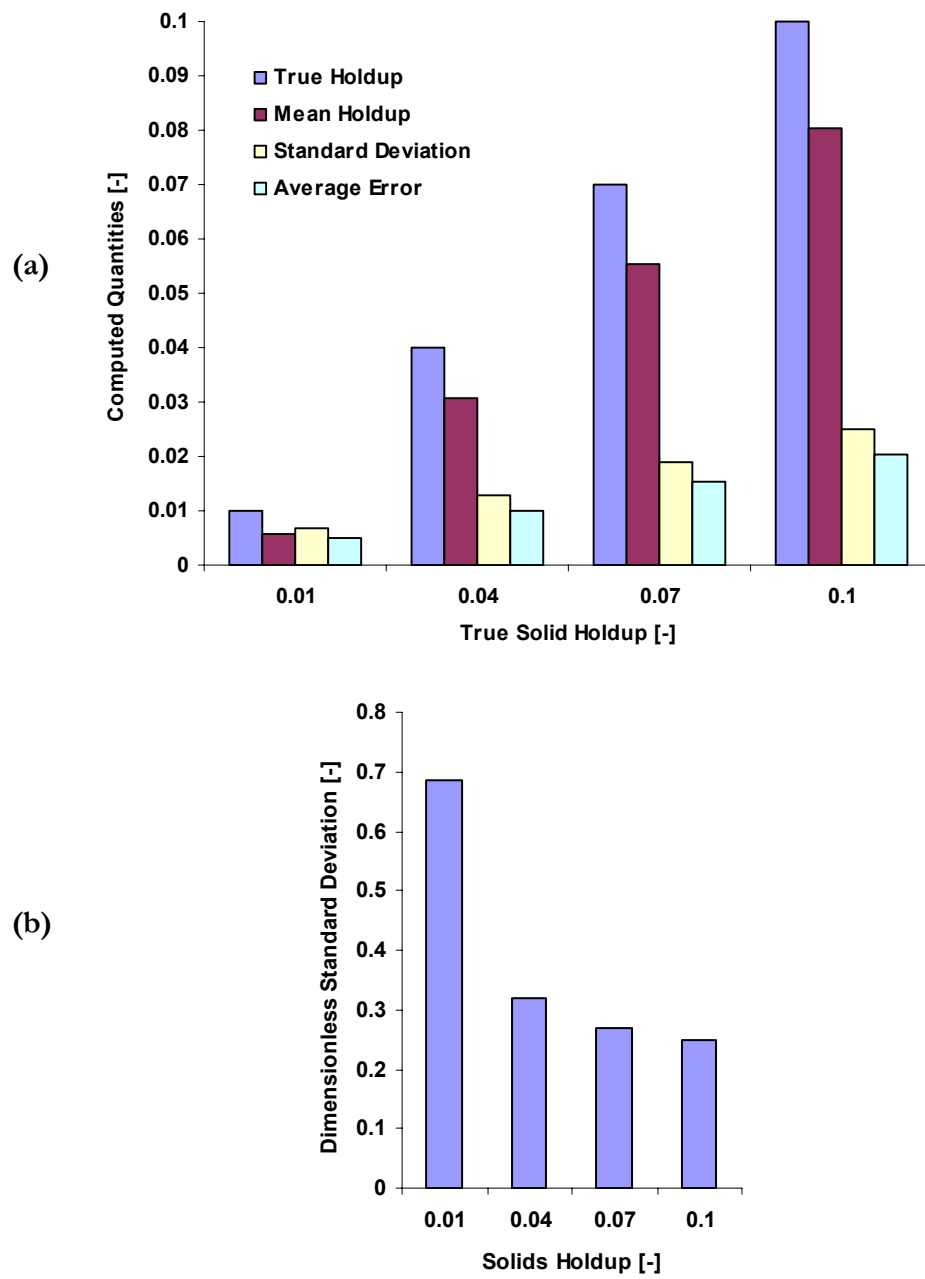 (a)
Computed Quantities [-]
0.1
0.09
0.08
0.07
0.06
0.05
0.04
0.03
0.02
0.01
0
True Holdup
Mean Holdup
Standard Deviation
Average Error
0.01 0.04 0.07 0.1
True Solid Holdup [-]
(b)
Dimensionless Standard Deviation [-]
0.8
0.7
0.6
0.5
0.4
0.3
0.2
0.1
0
0.01 0.04 0.07 0.1
Solids Holdup [-]